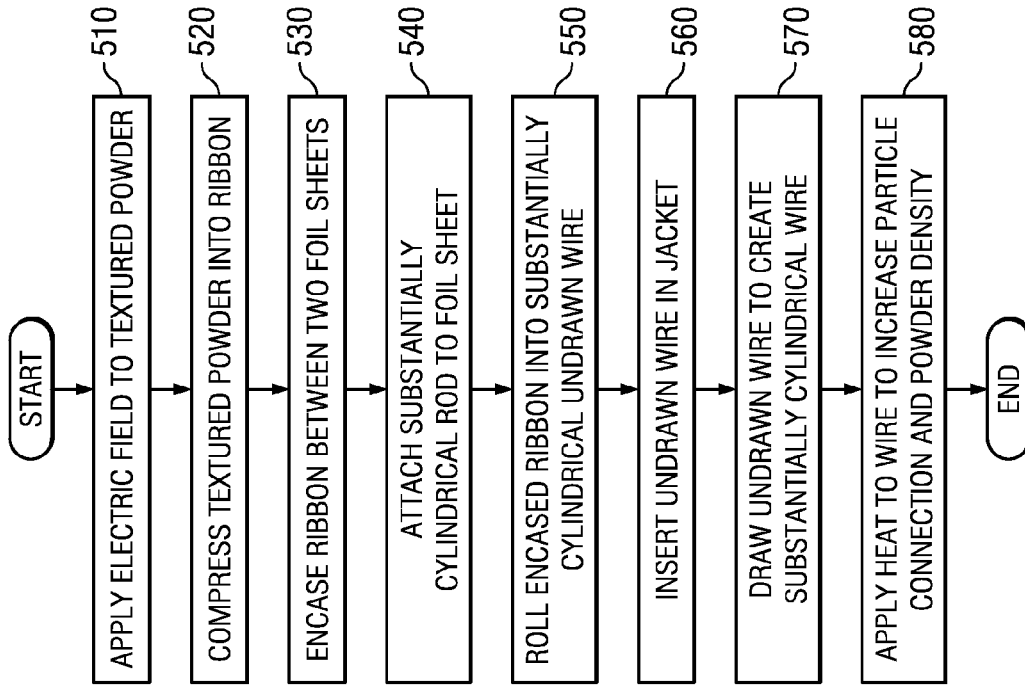 START
APPLY ELECTRIC FIELD TO TEXTURED POWDER
510
COMPRESS TEXTURED POWDER INTO RIBBON
520
ENCASE RIBBON BETWEEN TWO FOIL SHEETS
530
ATTACH SUBSTANTIALLY
CYLINDRICAL ROD TO FOIL SHEET
540
ROLL ENCASED RIBBON INTO SUBSTANTIALLY
CYLINDRICAL UNDRAWN WIRE
550
INSERT UNDRAWN WIRE IN JACKET
560
DRAW UNDRAWN WIRE TO CREATE
SUBSTANTIALLY CYLINDRICAL WIRE
570
APPLY HEAT TO WIRE TO INCREASE PARTICLE
CONNECTION AND POWDER DENSITY
580
END